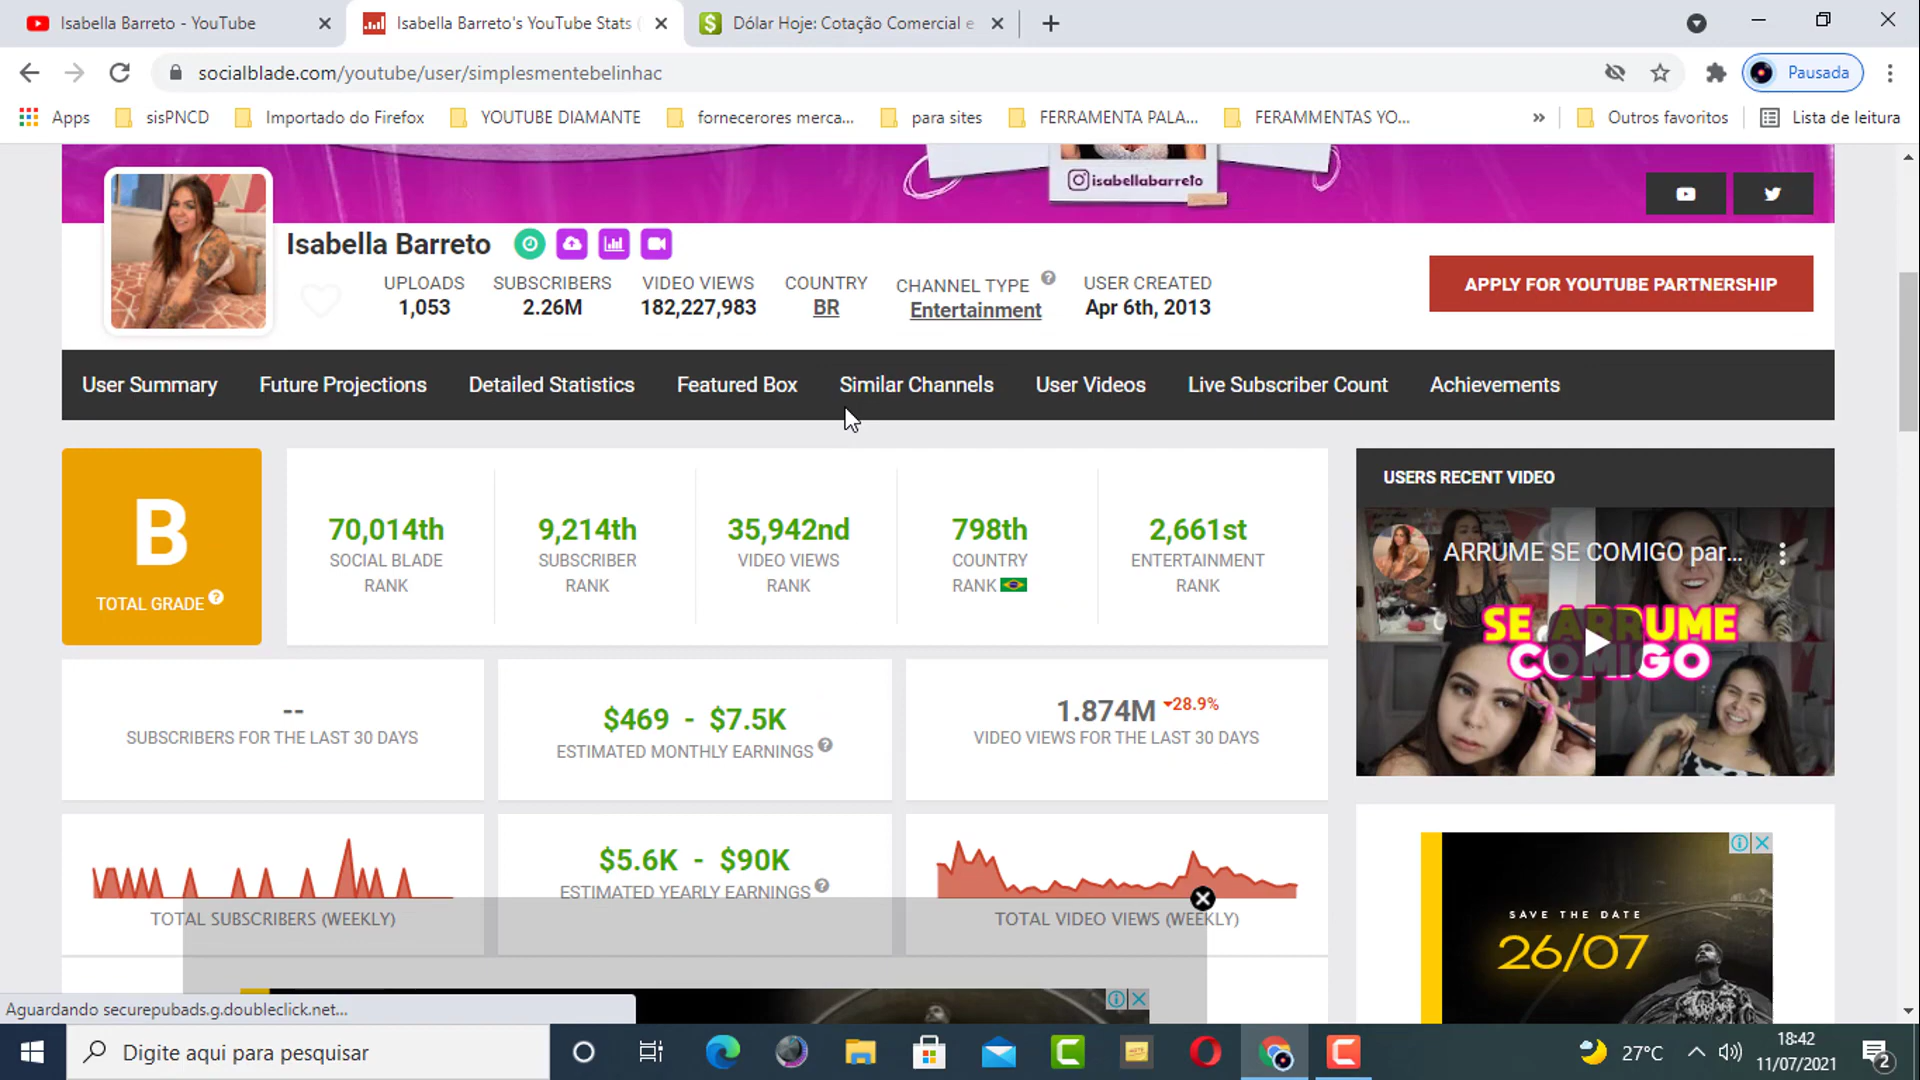 Isabella Barreto - YouTube
Isabella Barreto's YouTube Stats (
Dólar Hoje: Cotação Comercial e
socialblade.com/youtube/user/simplesmentebelinhac
Pausada
Apps
sisPNCD
Importado do Firefox
YOUTUBE DIAMANTE
fornecerores merca...
para sites
FERRAMENTA PALA...
FERAMMENTAS YO...
»
Outros favoritos
Lista de leitura
isabellabarreto
Isabella Barreto
UPLOADS
1,053
SUBSCRIBERS
2.26M
VIDEO VIEWS
182,227,983
COUNTRY
BR
CHANNEL TYPE
Entertainment
USER CREATED
Apr 6th, 2013
APPLY FOR YOUTUBE PARTNERSHIP
User Summary
Future Projections
Detailed Statistics
Featured Box
Similar Channels
User Videos
Live Subscriber Count
Achievements
B
TOTAL GRADE
70,014th
SOCIAL BLADE
RANK
9,214th
SUBSCRIBER
RANK
35,942nd
VIDEO VIEWS
RANK
798th
COUNTRY
RANK
2,661st
ENTERTAINMENT
RANK
USERS RECENT VIDEO
ARRUME SE COMIGO par...
SE ARRUME
COMIGO
--
SUBSCRIBERS FOR THE LAST 30 DAYS
$469 - $7.5K
ESTIMATED MONTHLY EARNINGS
1.874M 28.9%
VIDEO VIEWS FOR THE LAST 30 DAYS
TOTAL SUBSCRIBERS (WEEKLY)
$5.6K - $90K
ESTIMATED YEARLY EARNINGS
TOTAL VIDEO VIEWS (WEEKLY)
SAVE THE DATE
26/07
Aguardando securepubads.g.doubleclick.net...
Digite aqui para pesquisar
27°C
18:42
11/07/2021
2